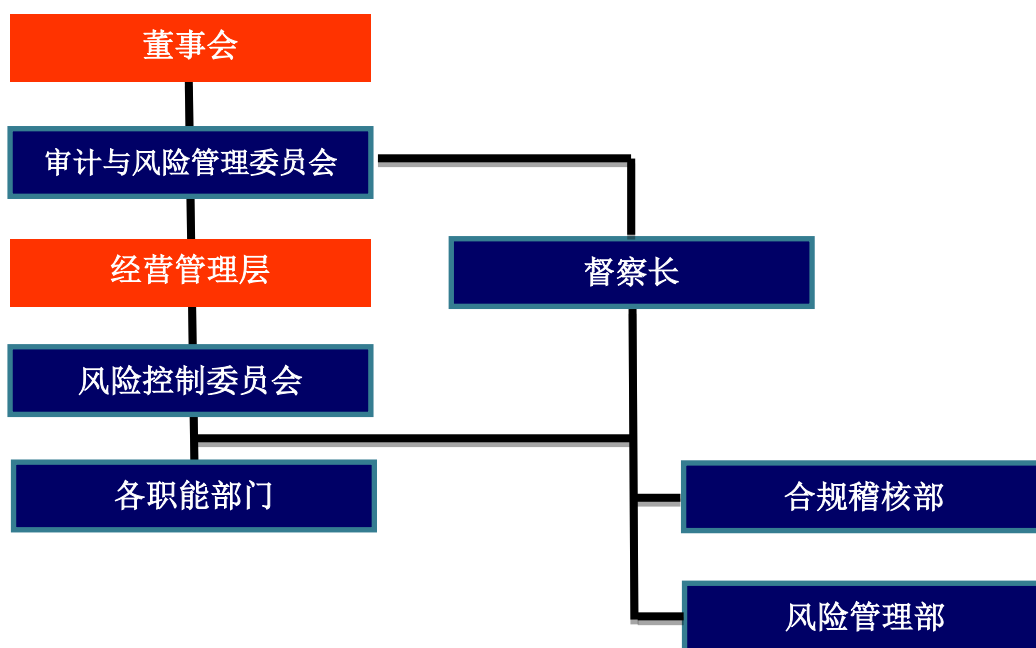 董事会
审计与风险管理委员会
经营管理层
督察长
风险控制委员会
各职能部门
合规稽核部
风险管理部